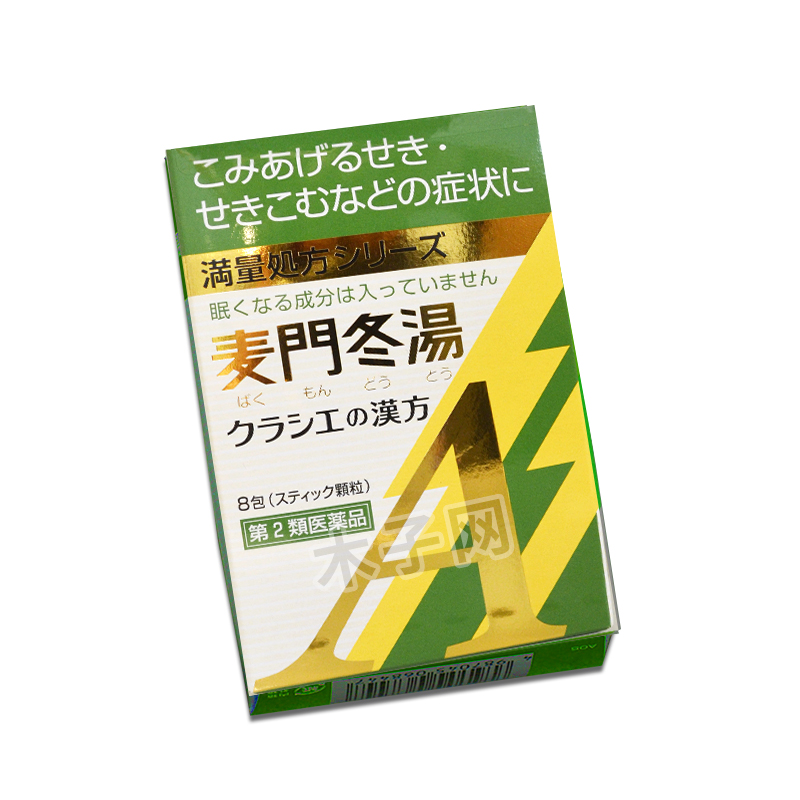 こみあげるせき・
せきこむなどの症状に
満量処方シリーズ
眠くなる成分は入っていません
麦門冬湯
ばく もん どう とう
クラシエの漢方
A
8包(スティック顆粒)
第2類医薬品
木子网